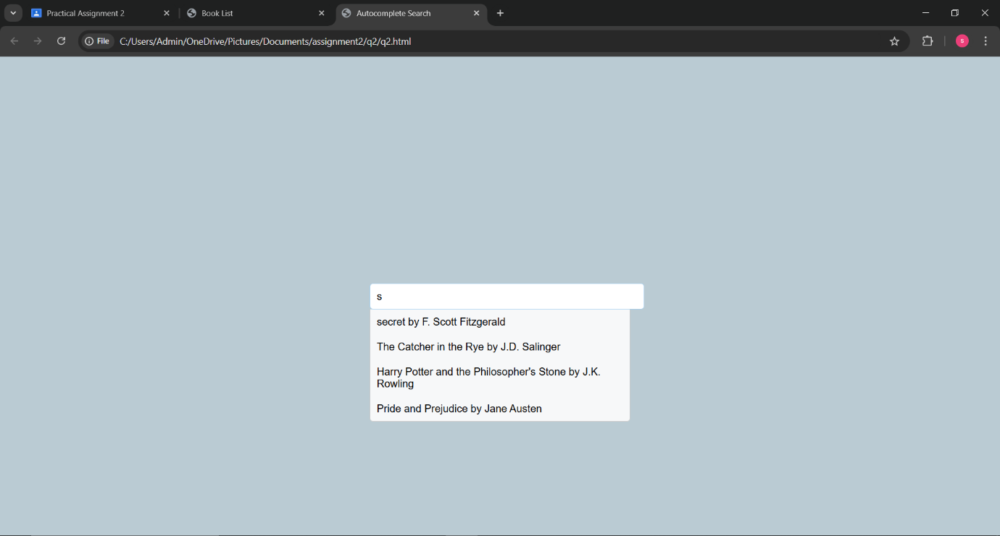 Practical Assignment 2
Book List
Autocomplete Search
File
C:/Users/Admin/OneDrive/Pictures/Documents/assignment2/q2/q2.html
s
s
secret by F. Scott Fitzgerald
The Catcher in the Rye by J.D. Salinger
Harry Potter and the Philosopher's Stone by J.K.
Rowling
Pride and Prejudice by Jane Austen